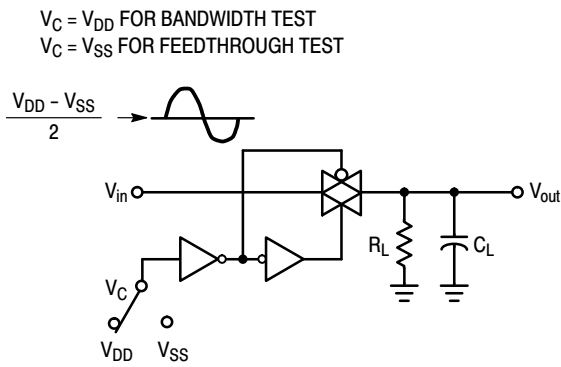 V_C = V_DD FOR BANDWIDTH TEST
V_C = V_SS FOR FEEDTHROUGH TEST
V_DD – V_SS
2
V_in
V_out
R_L
C_L
V_C
V_DD
V_SS